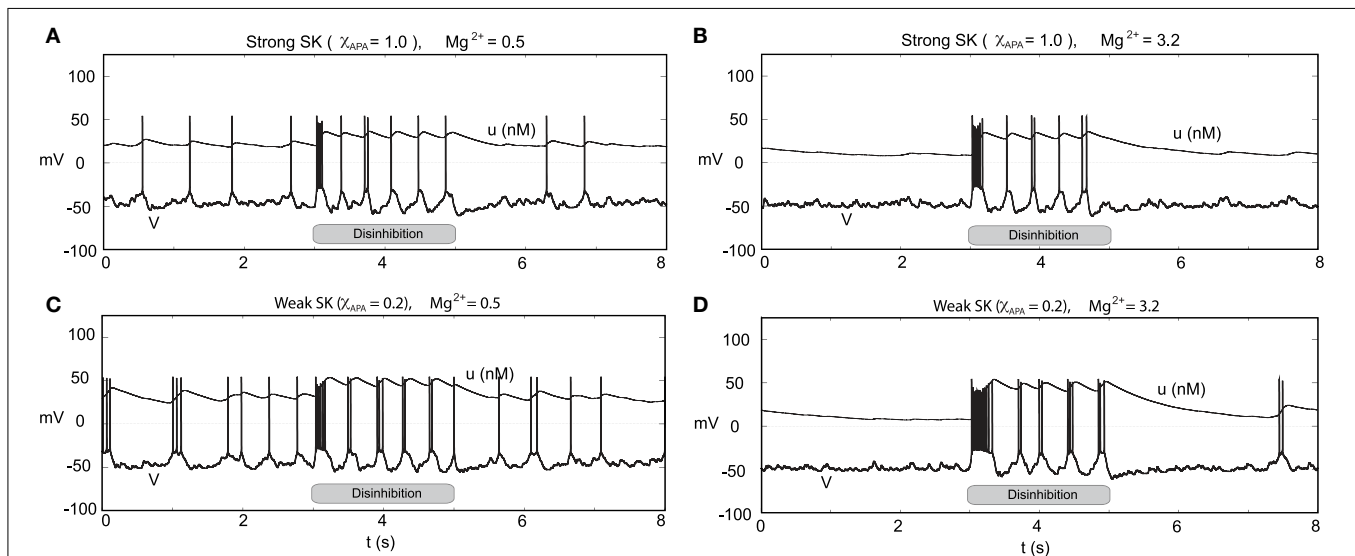 A
Strong SK ( χAPA = 1.0 ), Mg2+ = 0.5
100
50
mV
0
-50
-100
u (nM)
V
Disinhibition
0 2 4 6 8
B
Strong SK ( χAPA = 1.0 ), Mg2+ = 3.2
100
50
mV
0
-50
-100
u (nM)
V
Disinhibition
0 2 4 6 8
C
Weak SK (χAPA = 0.2), Mg2+ = 0.5
100
50
mV
0
-50
-100
u (nM)
V
Disinhibition
0 2 4 6 8
t (s)
D
Weak SK (χAPA = 0.2), Mg2+ = 3.2
100
50
mV
0
-50
-100
u (nM)
V
Disinhibition
0 2 4 6 8
t (s)